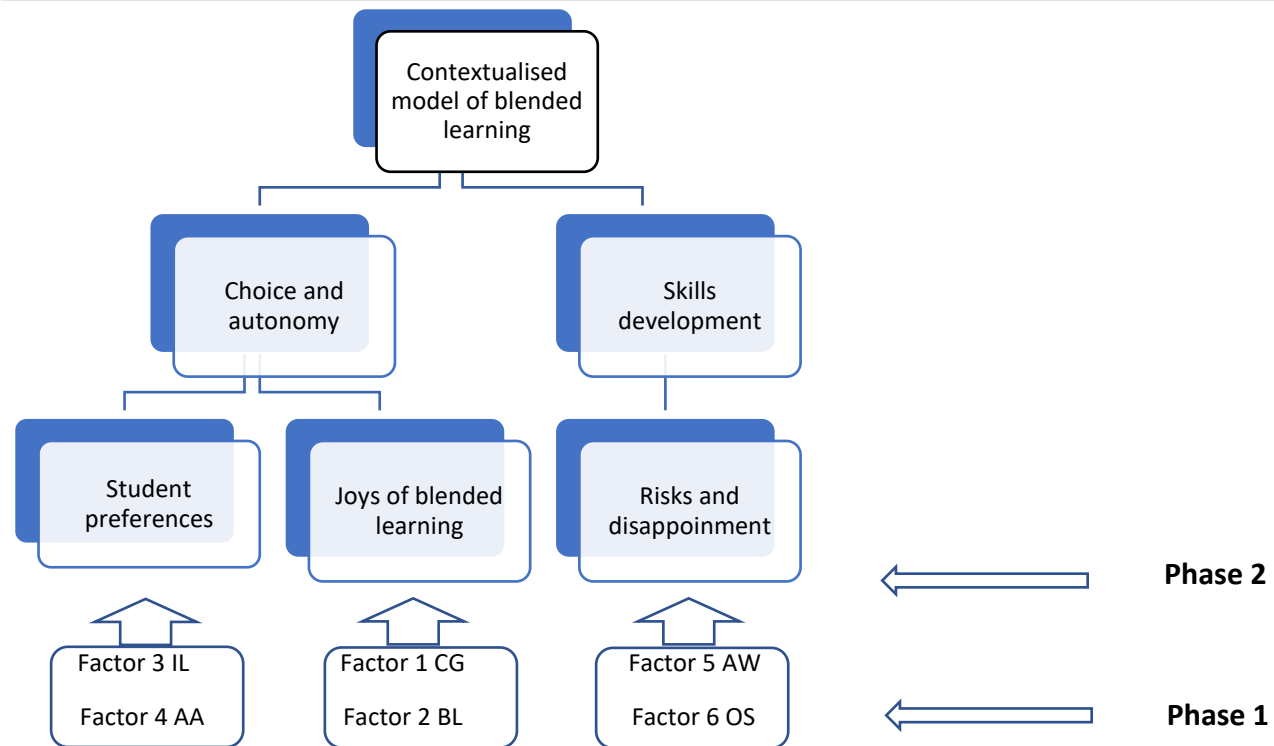 Contextualised
model of blended
learning
Choice and
autonomy
Skills
development
Student
preferences
Joys of blended
learning
Risks and
disappoinment
Phase 2
Factor 3 IL
Factor 4 AA
Factor 1 CG
Factor 2 BL
Factor 5 AW
Factor 6 OS
Phase 1